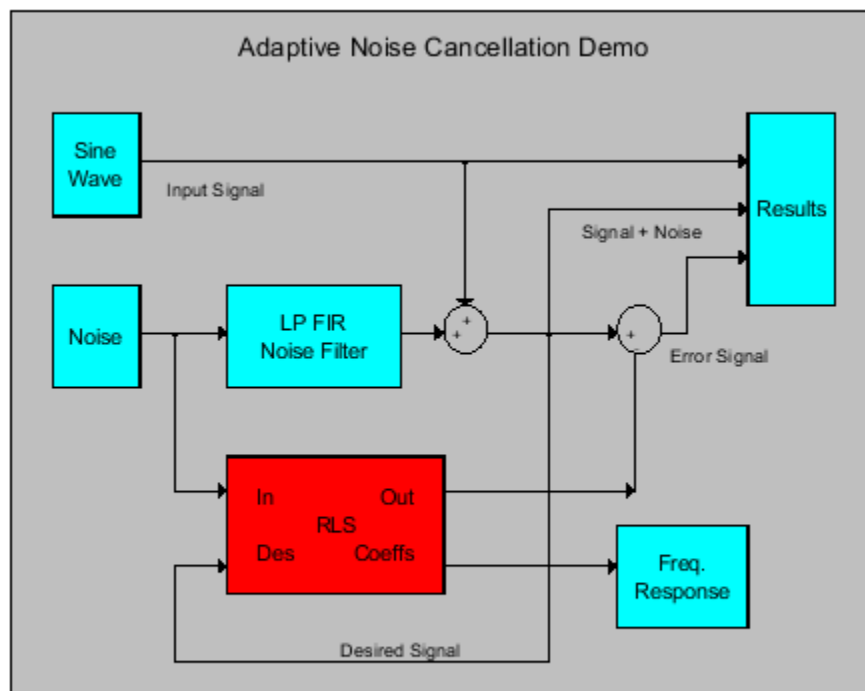 Adaptive Noise Cancellation Demo
Sine
Wave
Input Signal
Signal + Noise
Results
Noise
LP FIR
Noise Filter
+
+
+
-
Error Signal
In Out
RLS
Des Coeffs
Freq.
Response
Desired Signal